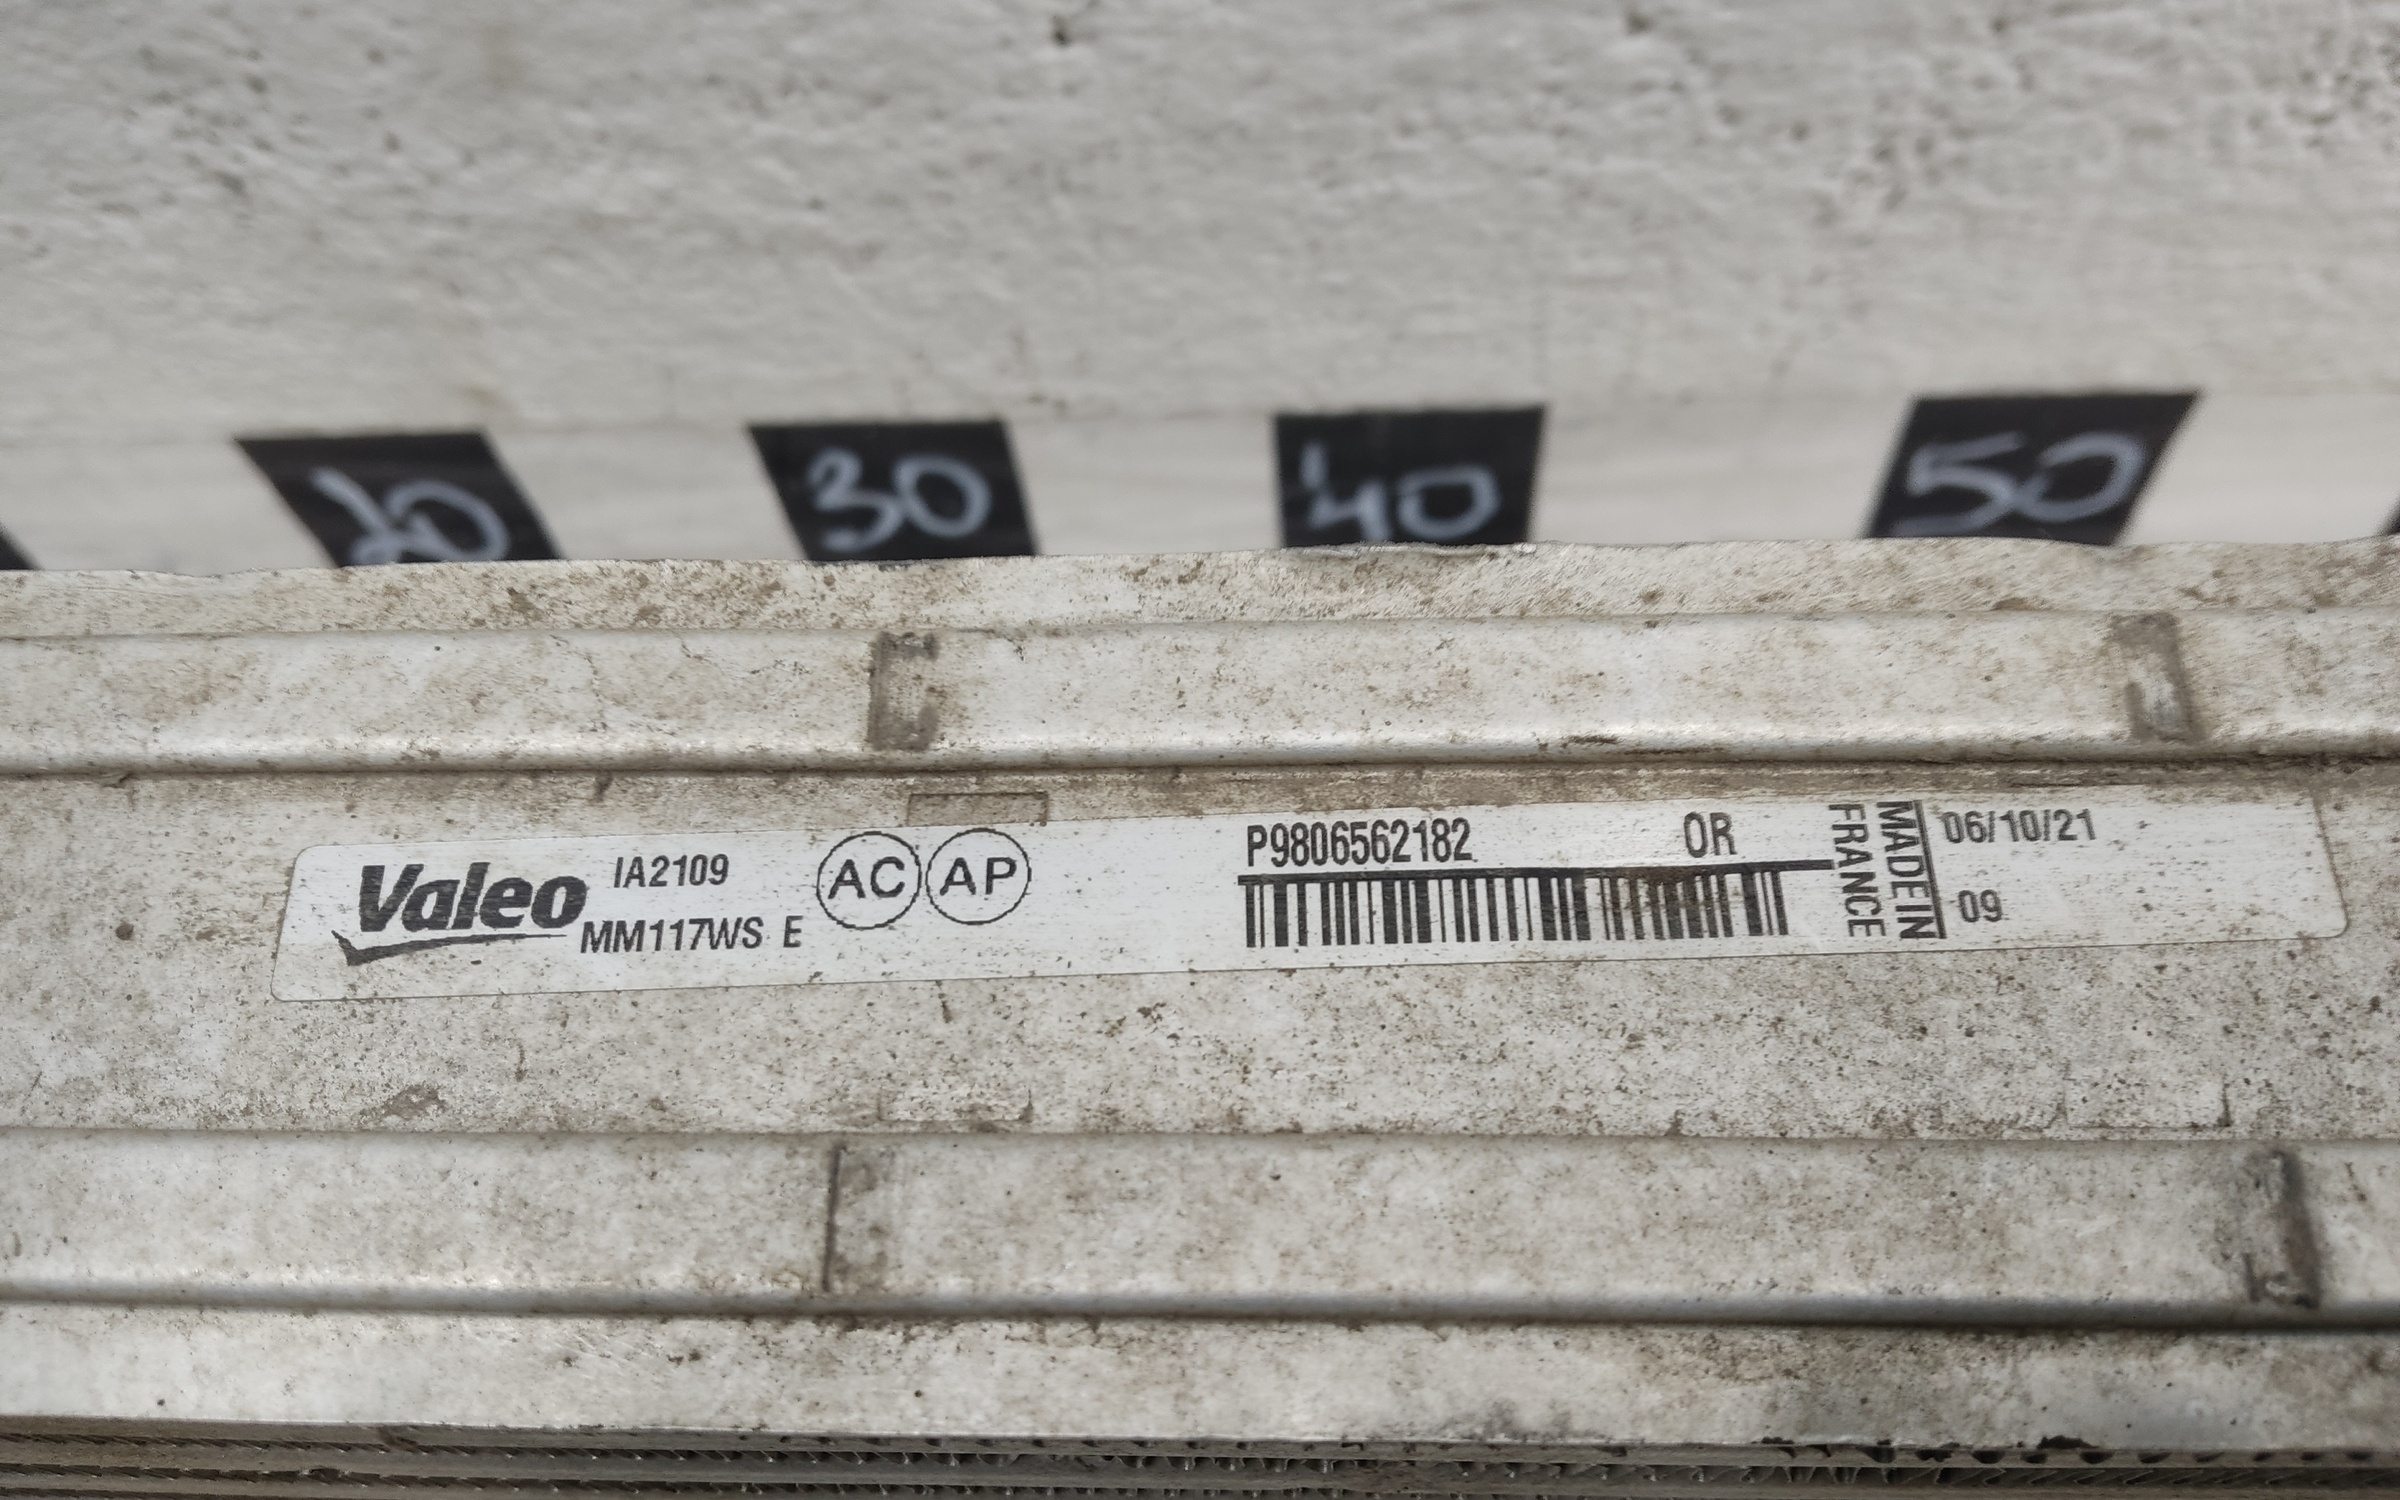 20
30
40
50
Valeo
IA2109
MM117WS E
AC
AP
P9806562182
OR
MADE IN
FRANCE
06/10/21
09